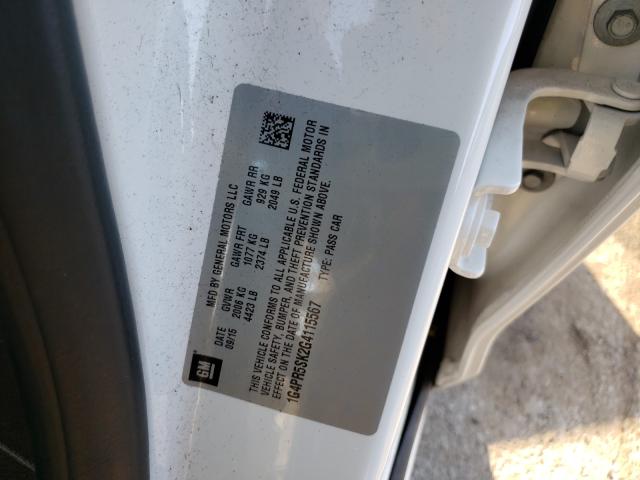 GM
MFD BY GENERAL MOTORS LLC
DATE GVWR GAWR FRT GAWR RR
09/15 2006 KG 1077 KG 929 KG
4423 LB 2374 LB 2049 LB
THIS VEHICLE CONFORMS TO ALL APPLICABLE U.S. FEDERAL MOTOR
VEHICLE SAFETY, BUMPER, AND THEFT PREVENTION STANDARDS IN
EFFECT ON THE DATE OF MANUFACTURE SHOWN ABOVE.
1G4PR5SK2G4115567 TYPE: PASS CAR